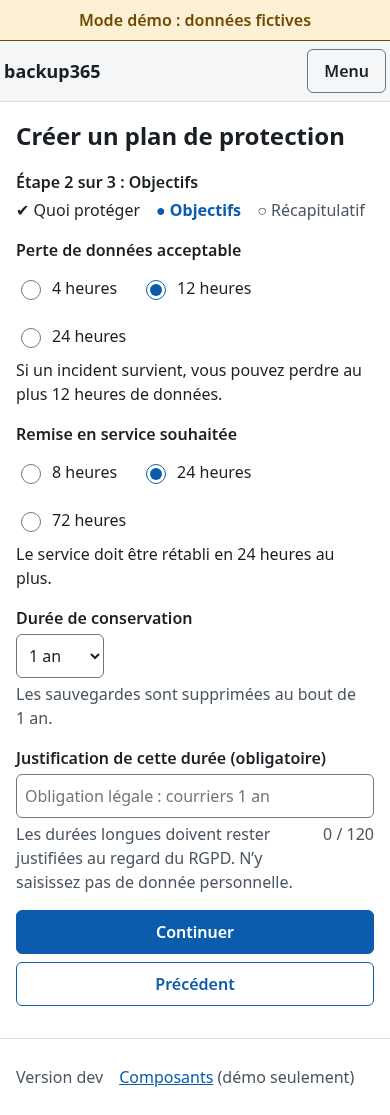 Mode démo : données fictives
backup365
Menu
Créer un plan de protection
Étape 2 sur 3 : Objectifs
✔ Quoi protéger ● Objectifs ○ Récapitulatif
Perte de données acceptable
4 heures 12 heures
24 heures
Si un incident survient, vous pouvez perdre au
plus 12 heures de données.
Remise en service souhaitée
8 heures 24 heures
72 heures
Le service doit être rétabli en 24 heures au
plus.
Durée de conservation
1 an
Les sauvegardes sont supprimées au bout de
1 an.
Justification de cette durée (obligatoire)
Obligation légale : courriers 1 an
Les durées longues doivent rester 0 / 120
justifiées au regard du RGPD. N’y
saisissez pas de donnée personnelle.
Continuer
Précédent
Version dev Composants (démo seulement)